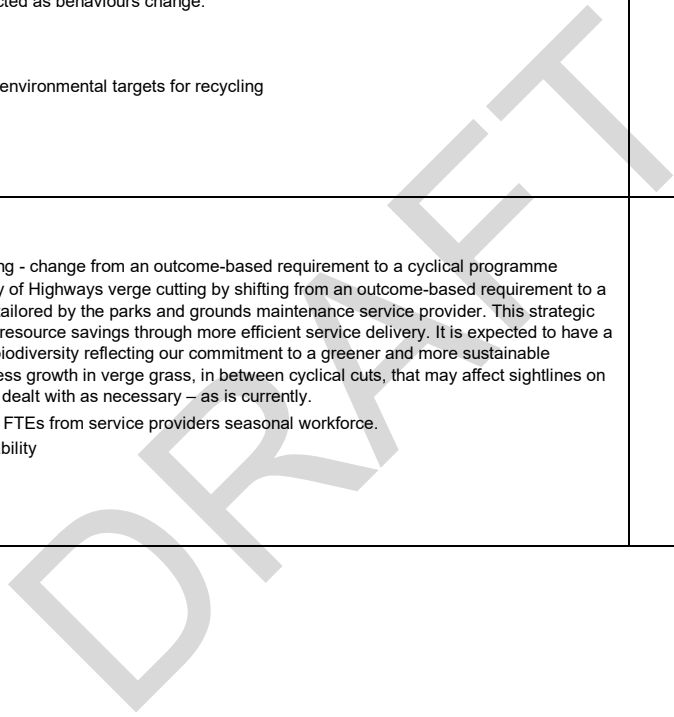 cted as behaviours change.
environmental targets for recycling
ng - change from an outcome-based requirement to a cyclical programme
y of Highways verge cutting by shifting from an outcome-based requirement to a
tailored by the parks and grounds maintenance service provider. This strategic
resource savings through more efficient service delivery. It is expected to have a
biodiversity reflecting our commitment to a greener and more sustainable
ess growth in verge grass, in between cyclical cuts, that may affect sightlines on
dealt with as necessary – as is currently.
FTEs from service providers seasonal workforce.
bility
DRAFT